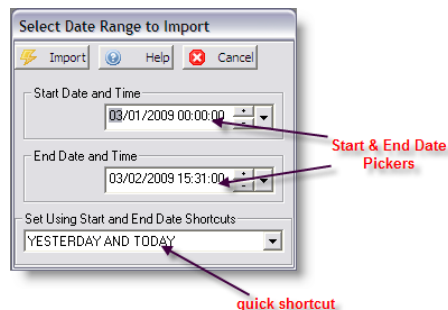 Select Date Range to Import
Import Help Cancel
Start Date and Time
03/01/2009 00:00:00
Start & End Date
Pickers
End Date and Time
03/02/2009 15:31:00
Set Using Start and End Date Shortcuts
YESTERDAY AND TODAY
quick shortcut